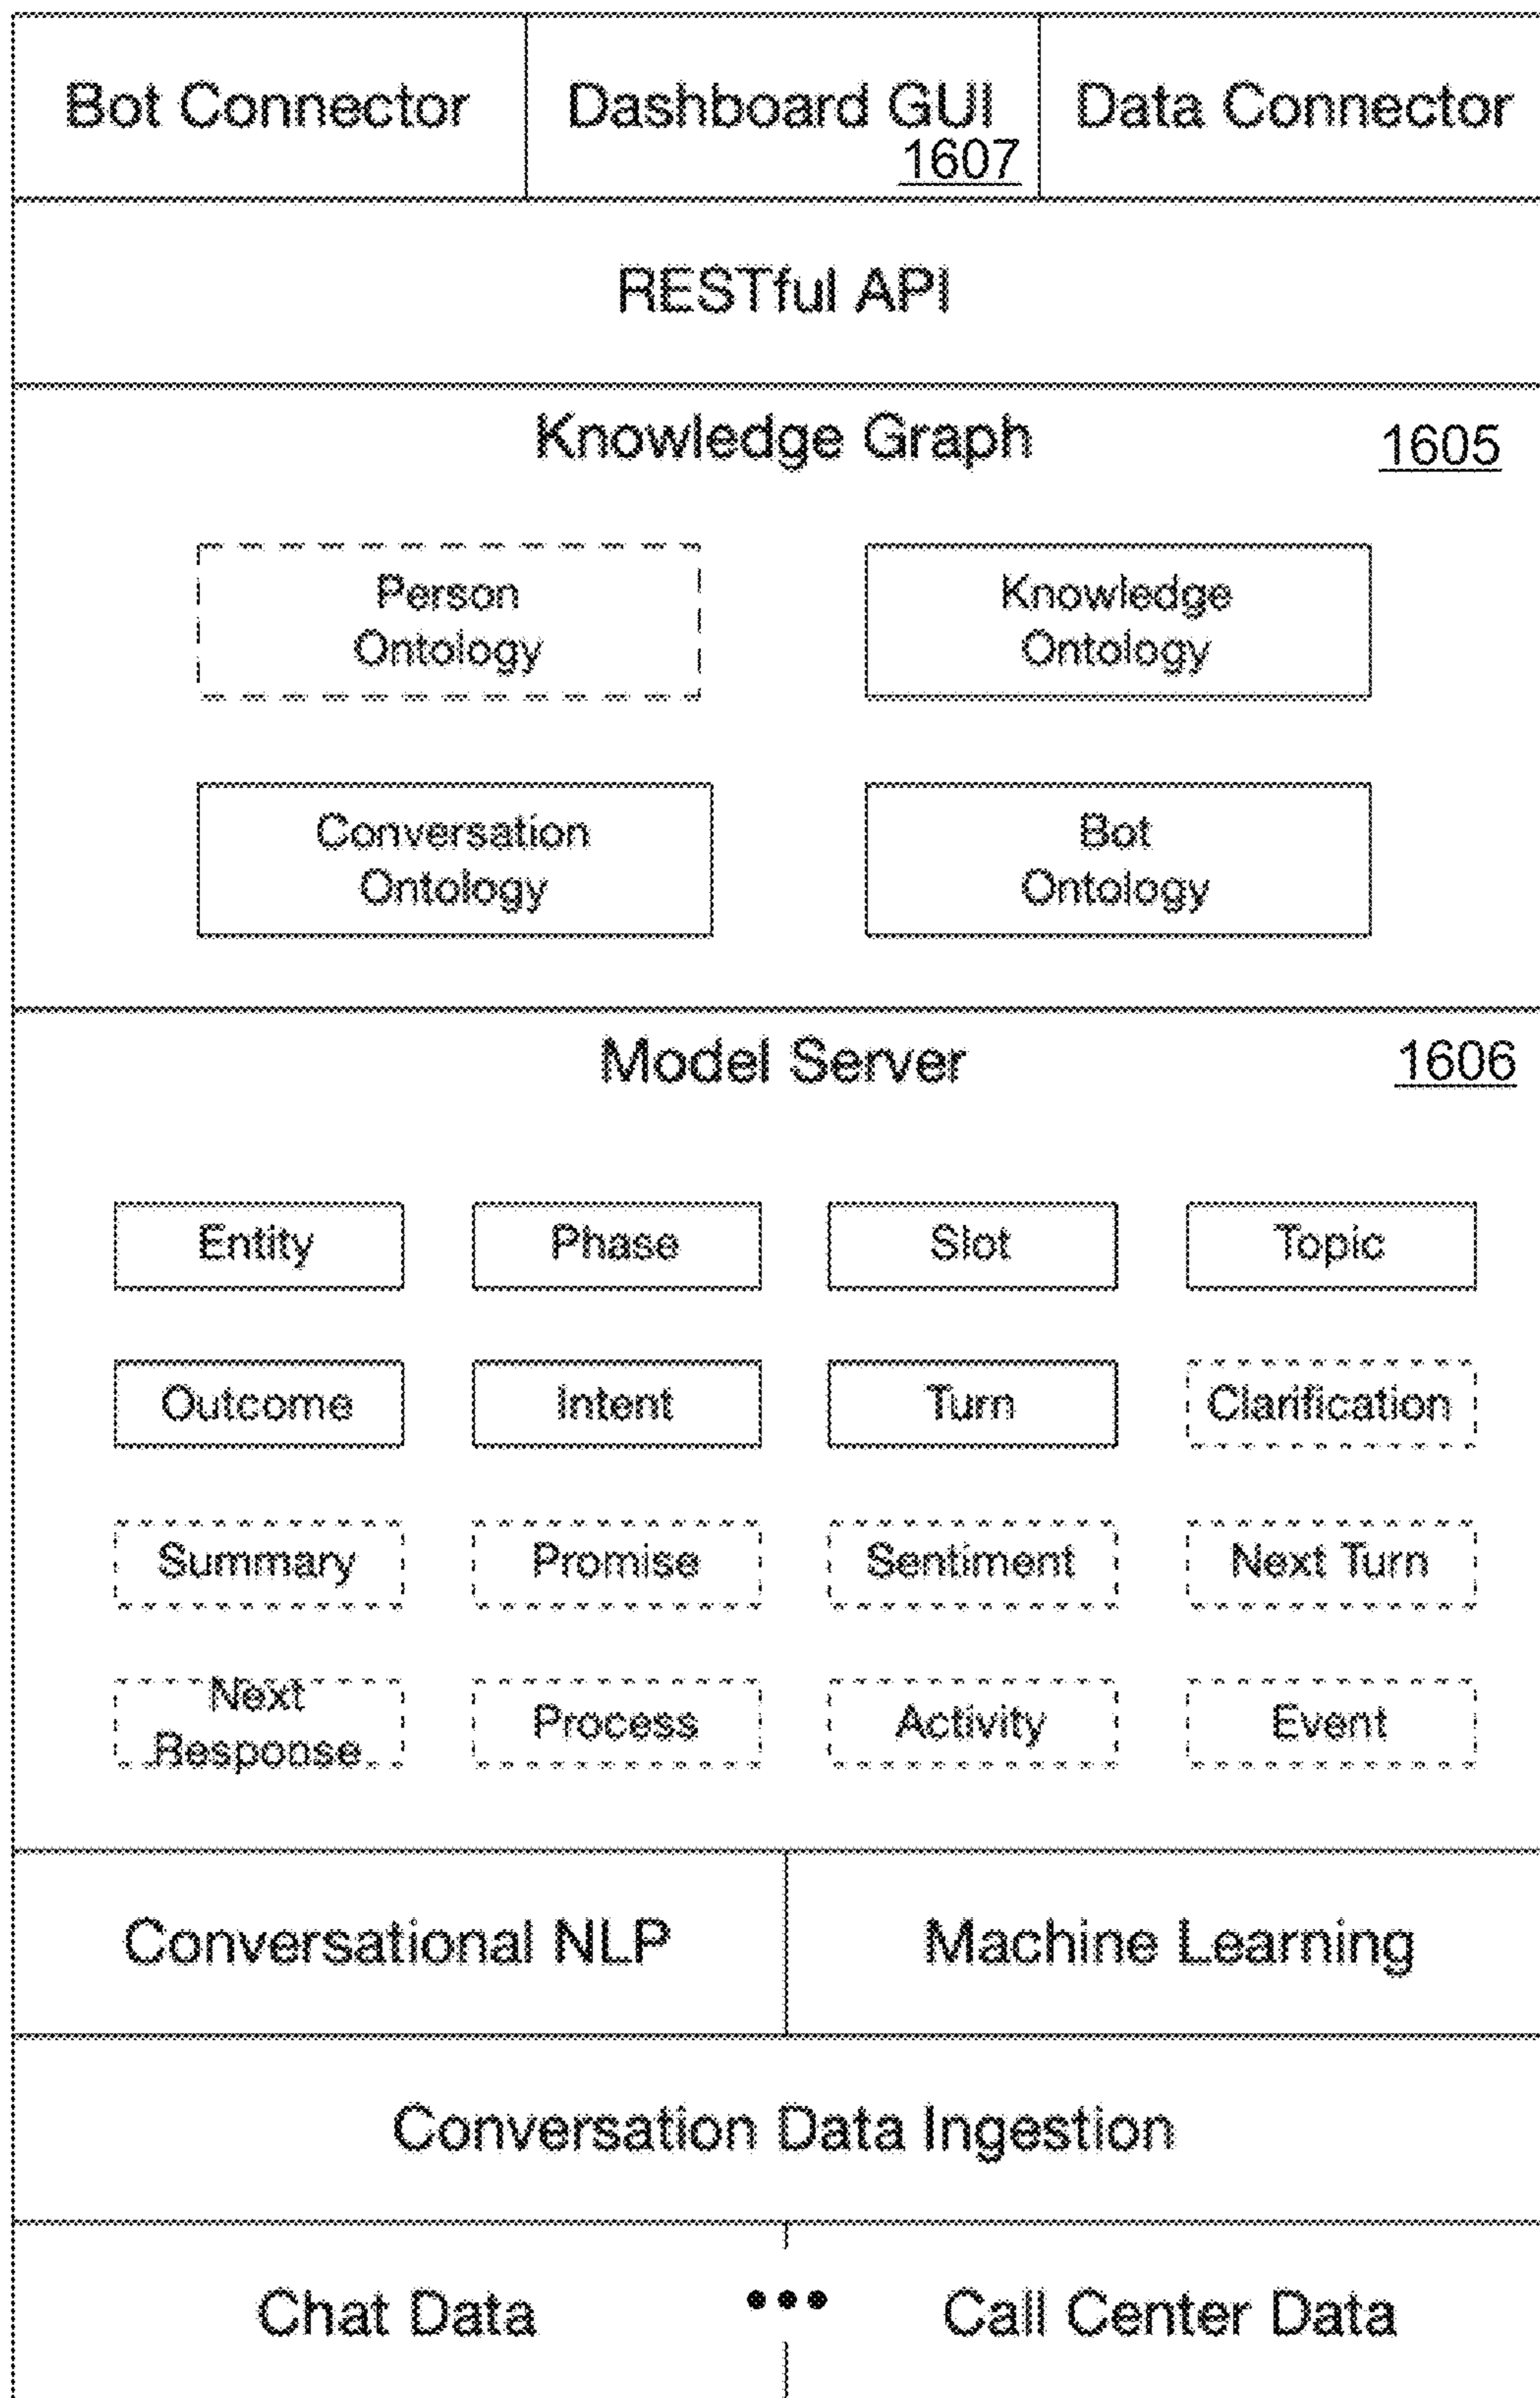 Bot Connector
Dashboard GUI
1607
Data Connector
RESTful API
Knowledge Graph
1605
Person
Ontology
Knowledge
Ontology
Conversation
Ontology
Bot
Ontology
Model Server
1606
Entity
Phase
Slot
Topic
Outcome
Intent
Turn
Clarification
Summary
Promise
Sentiment
Next Turn
Next
Response
Process
Activity
Event
Conversational NLP
Machine Learning
Conversation Data Ingestion
Chat Data
•••
Call Center Data